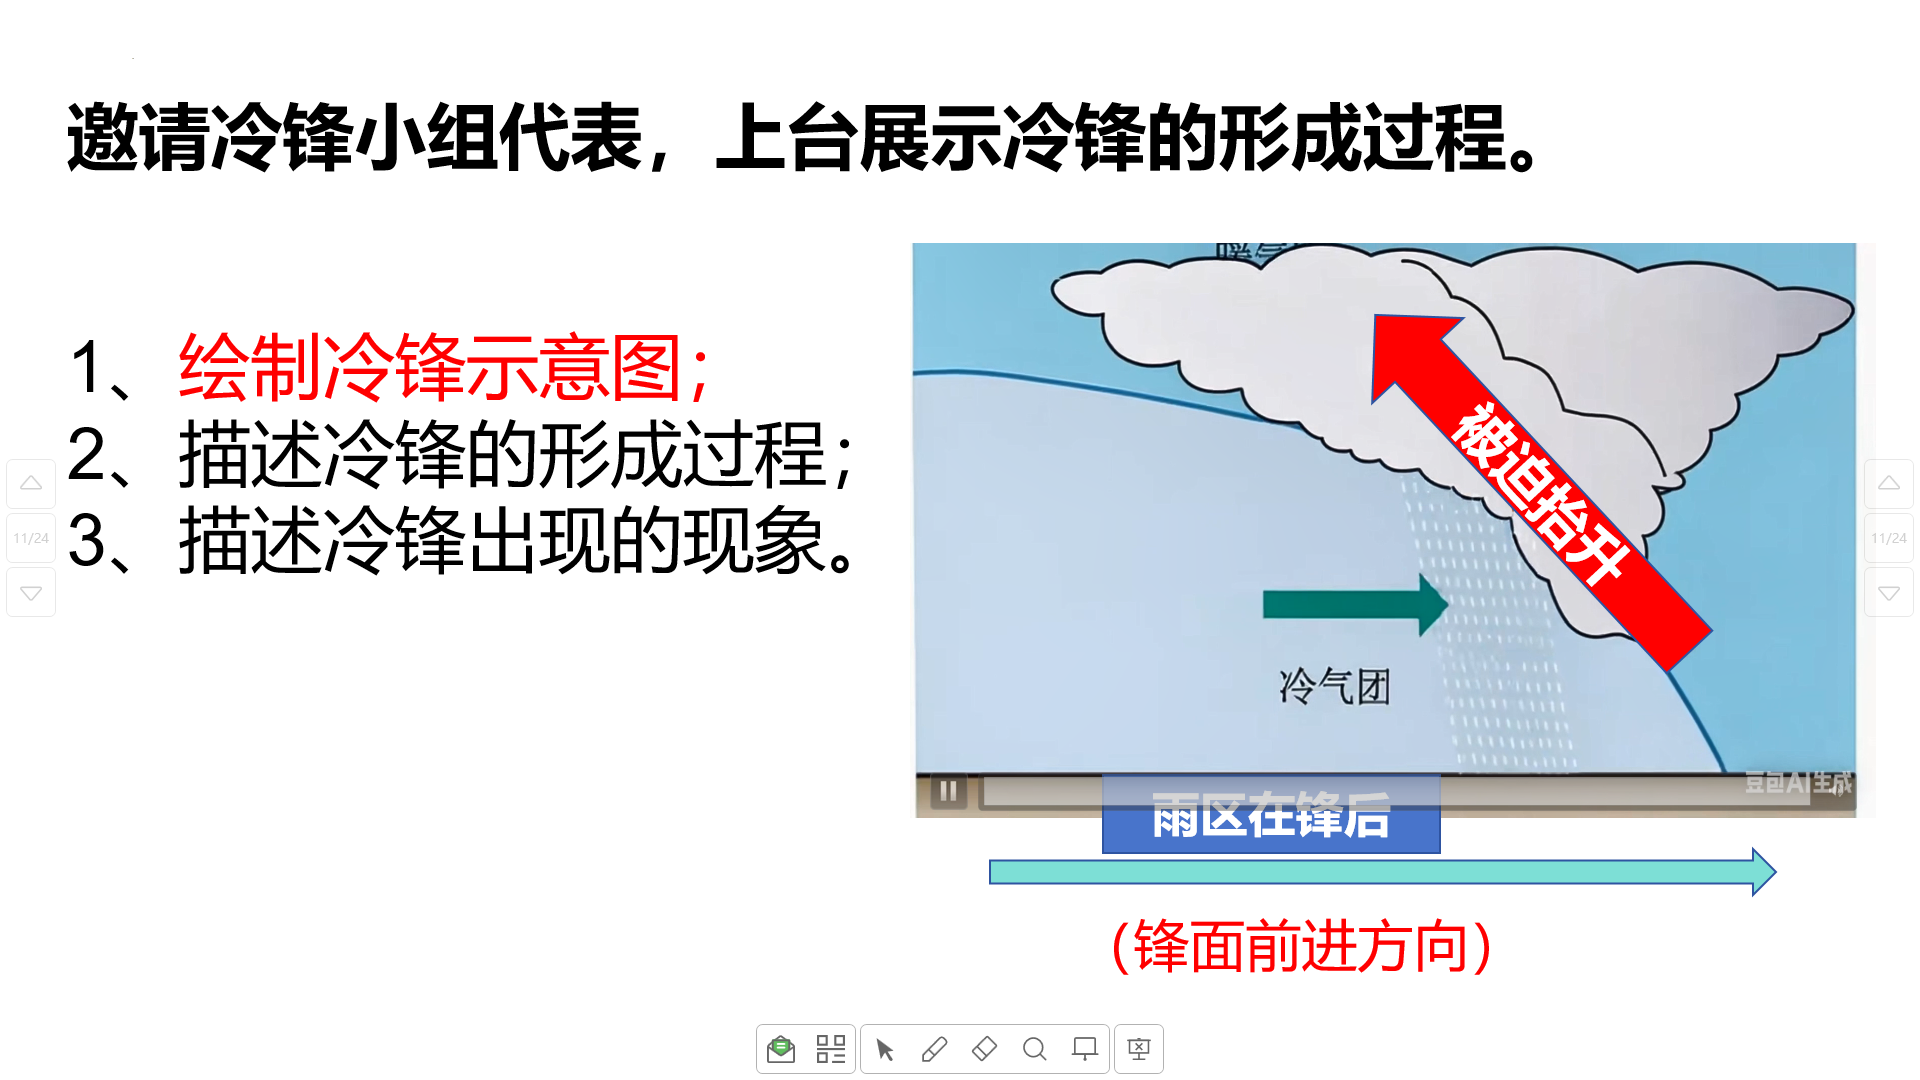 邀请冷锋小组代表，上台展示冷锋的形成过程。
1、绘制冷锋示意图；
2、描述冷锋的形成过程；
3、描述冷锋出现的现象。
被迫抬升
冷气团
豆包AI生成
雨区在锋后
（锋面前进方向）
11/24
11/24